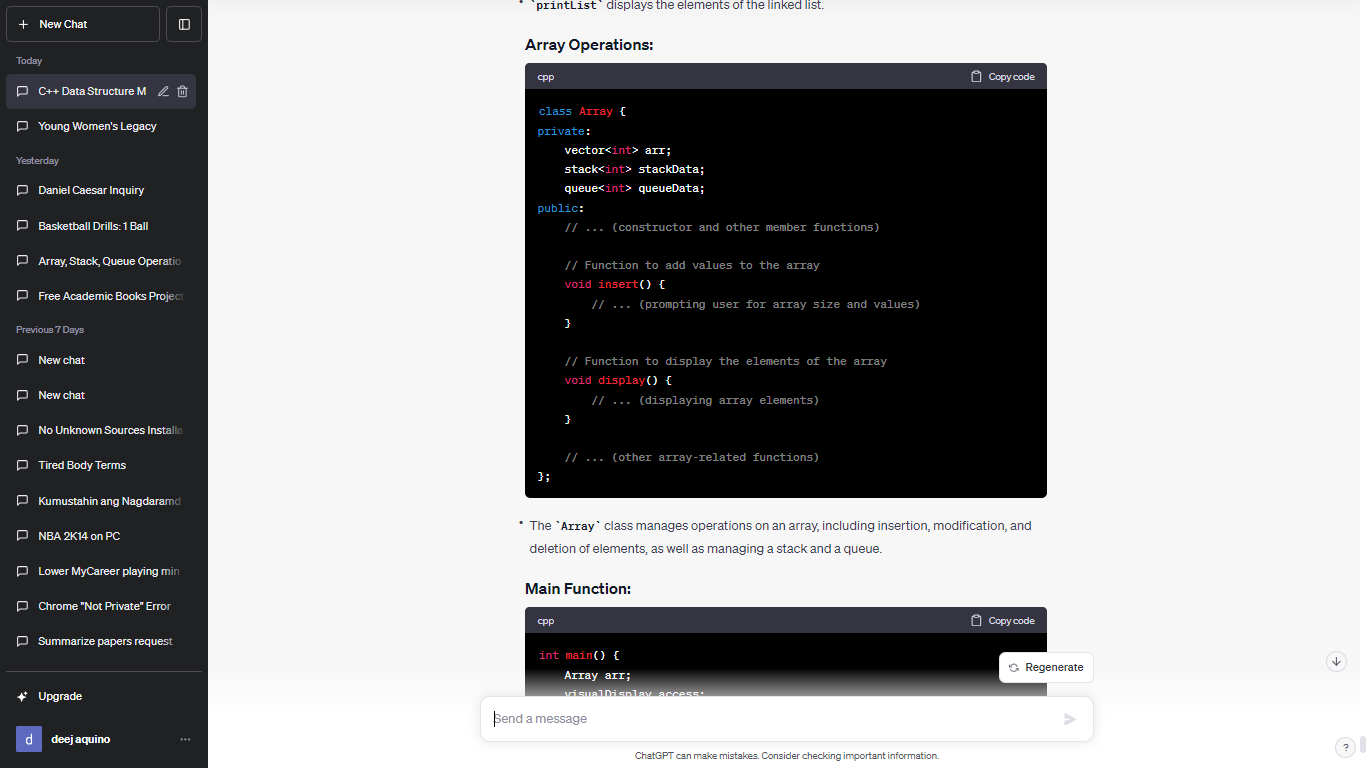 New Chat
Today
C++ Data Structure M
Young Women's Legacy
Yesterday
Daniel Caesar Inquiry
Basketball Drills: 1 Ball
Array, Stack, Queue Operatio
Free Academic Books Project
Previous 7 Days
New chat
New chat
No Unknown Sources Installa
Tired Body Terms
Kumustahin ang Nagdaramd
NBA 2K14 on PC
Lower MyCareer playing min
Chrome "Not Private" Error
Summarize papers request
Upgrade
d deej aquino ...
• `printList` displays the elements of the linked list.
Array Operations:
cpp Copy code
class Array {
private:
    vector<int> arr;
    stack<int> stackData;
    queue<int> queueData;
public:
    // ... (constructor and other member functions)
    // Function to add values to the array
    void insert() {
        // ... (prompting user for array size and values)
    }
    // Function to display the elements of the array
    void display() {
        // ... (displaying array elements)
    }
    // ... (other array-related functions)
};
• The `Array` class manages operations on an array, including insertion, modification, and
deletion of elements, as well as managing a stack and a queue.
Main Function:
cpp Copy code
int main() {
    Array arr;
    visualDisplay access;
Regenerate
Send a message
ChatGPT can make mistakes. Consider checking important information.
?